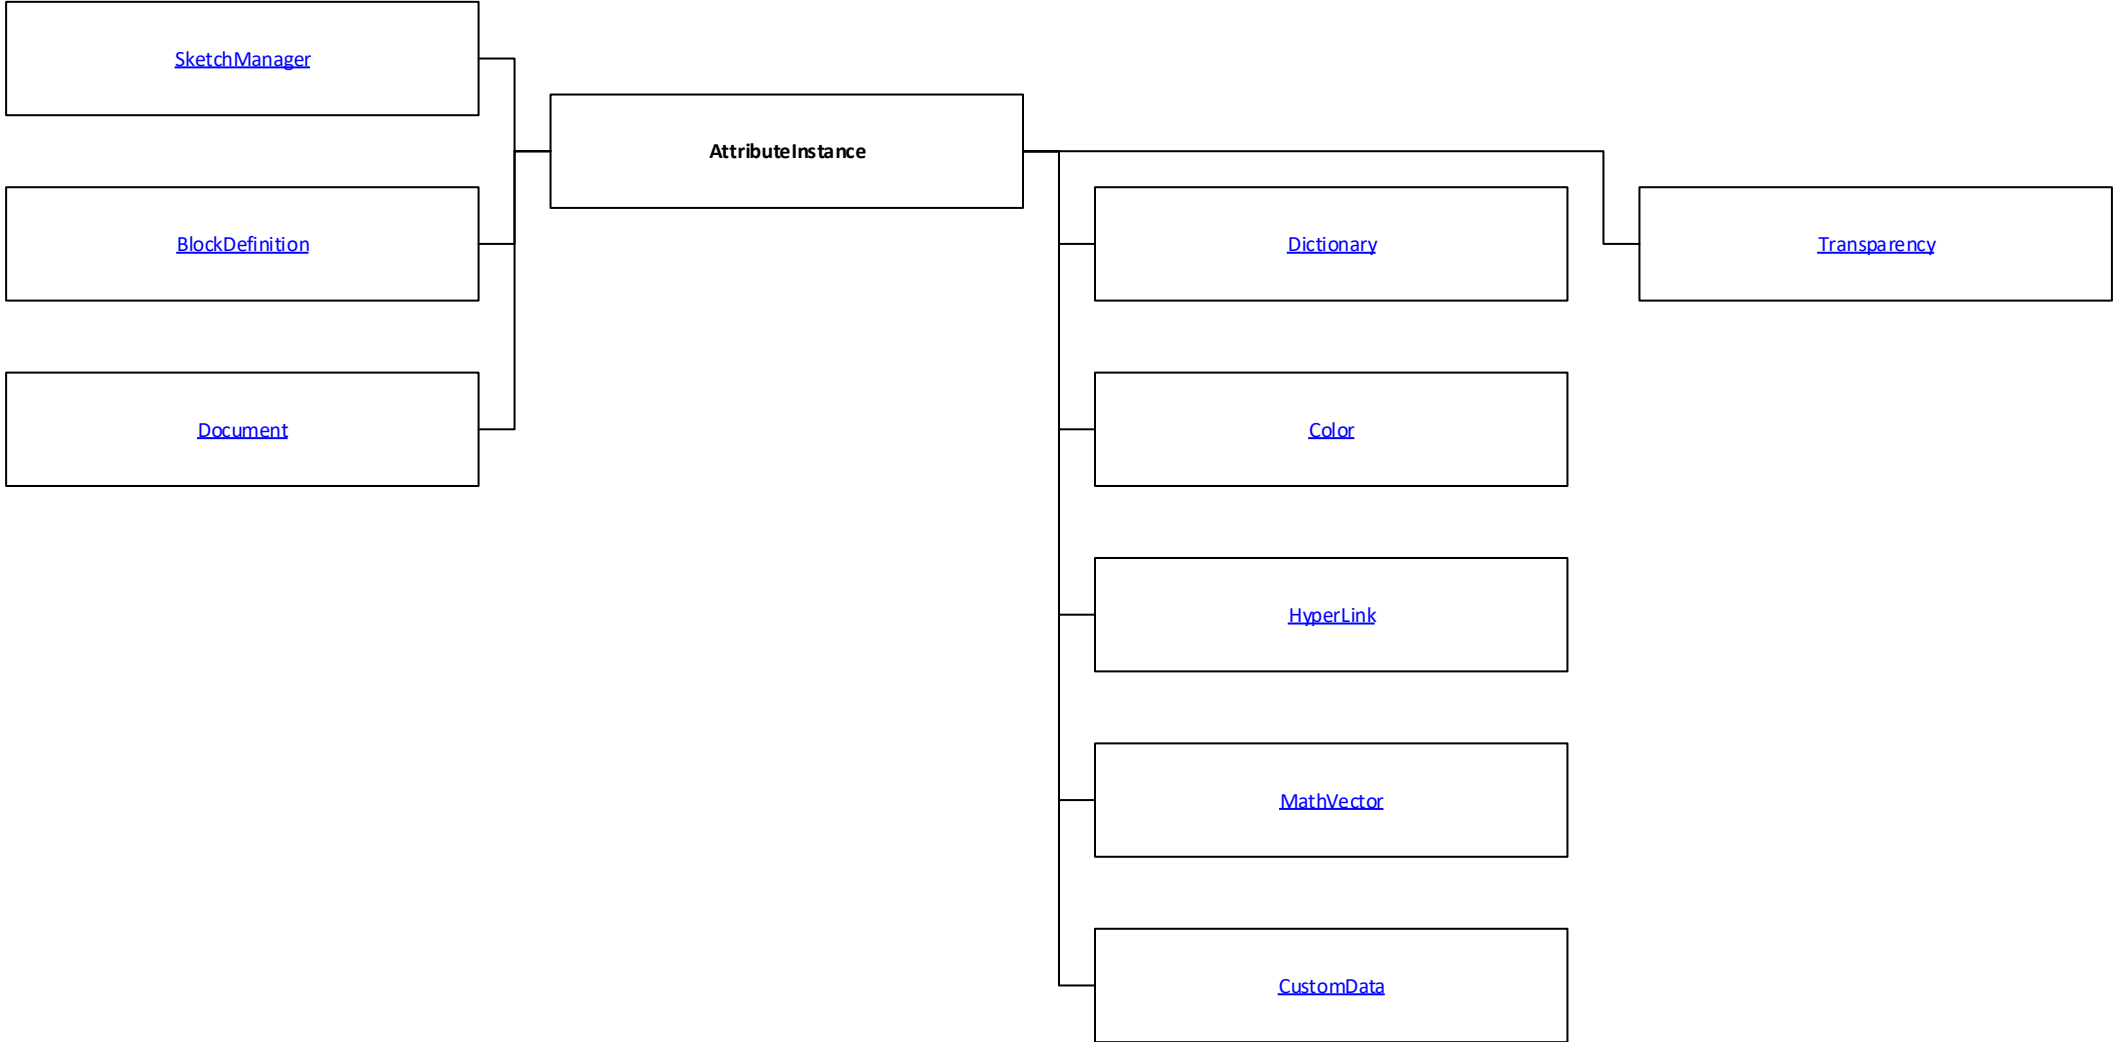 SketchManager
AttributeInstance
BlockDefinition
Dictionary
Transparency
Document
Color
HyperLink
MathVector
CustomData